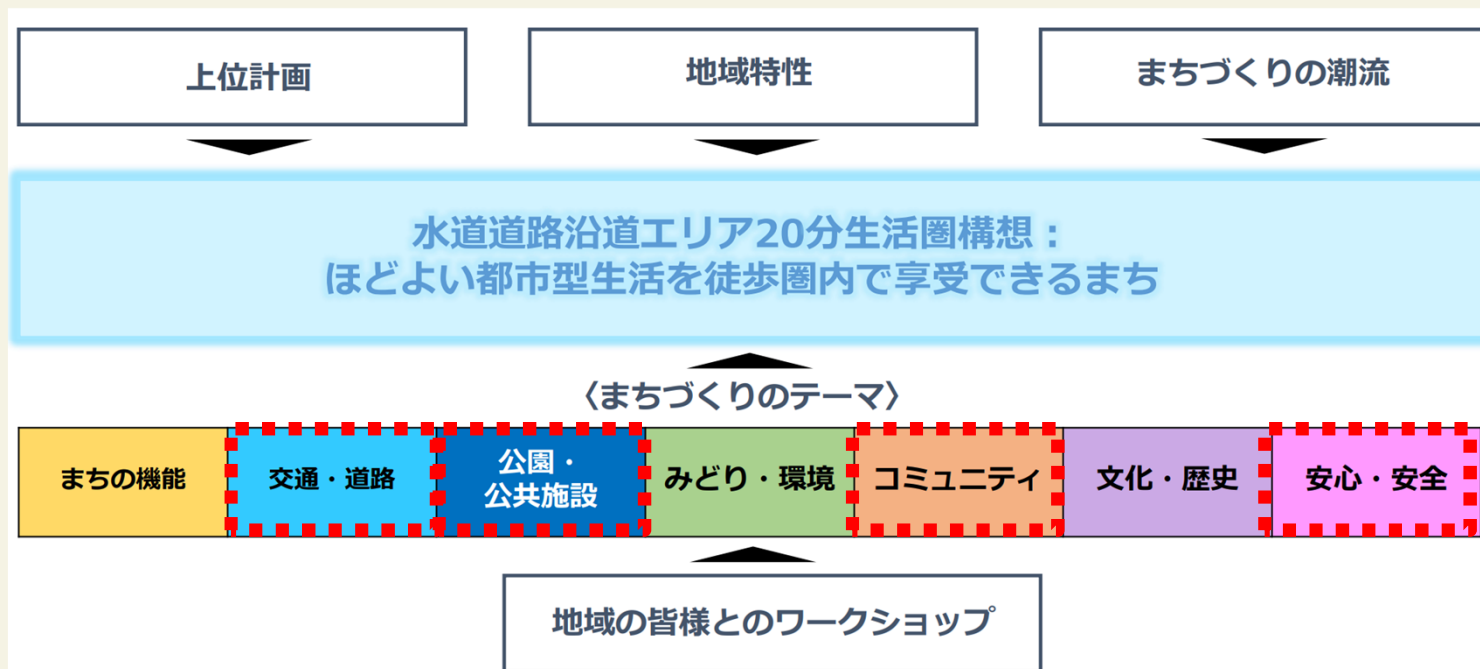 上位計画
地域特性
まちづくりの潮流
水道道路沿道エリア20分生活圏構想：
ほどよい都市型生活を徒歩圏内で享受できるまち
〈まちづくりのテーマ〉
まちの機能
交通・道路
公園・
公共施設
みどり・環境
コミュニティ
文化・歴史
安心・安全
地域の皆様とのワークショップ